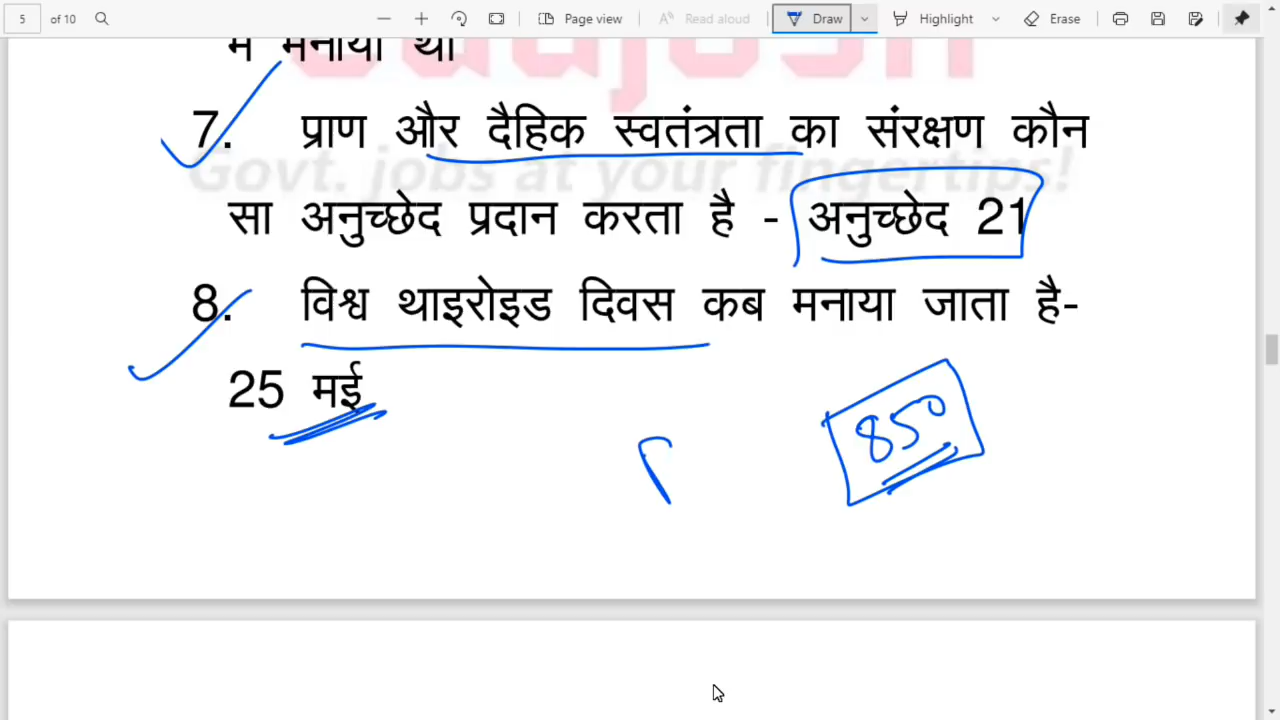 5 of 10 Page view Read aloud Draw Highlight Erase
में मनाया था
7. प्राण और दैहिक स्वतंत्रता का संरक्षण कौन
Govt. jobs at your fingertips!
सा अनुच्छेद प्रदान करता है - अनुच्छेद 21
8. विश्व थाइरोइड दिवस कब मनाया जाता है-
25 मई
850